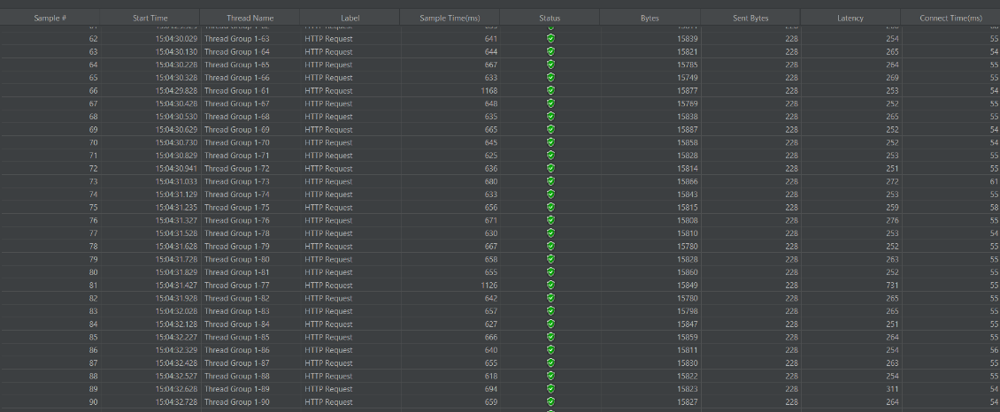 Sample # Start Time Thread Name Label Sample Time(ms) Status Bytes Sent Bytes Latency Connect Time(ms)
62 15:04:30.029 Thread Group 1-63 HTTP Request 641 15839 228 254 55
63 15:04:30.130 Thread Group 1-64 HTTP Request 644 15821 228 265 54
64 15:04:30.228 Thread Group 1-65 HTTP Request 667 15785 228 264 55
65 15:04:30.328 Thread Group 1-66 HTTP Request 633 15749 228 269 55
66 15:04:29.828 Thread Group 1-61 HTTP Request 1168 15877 228 253 54
67 15:04:30.428 Thread Group 1-67 HTTP Request 648 15769 228 252 55
68 15:04:30.530 Thread Group 1-68 HTTP Request 635 15838 228 265 55
69 15:04:30.629 Thread Group 1-69 HTTP Request 665 15887 228 252 54
70 15:04:30.730 Thread Group 1-70 HTTP Request 645 15858 228 252 54
71 15:04:30.829 Thread Group 1-71 HTTP Request 625 15828 228 253 55
72 15:04:30.941 Thread Group 1-72 HTTP Request 636 15814 228 251 55
73 15:04:31.033 Thread Group 1-73 HTTP Request 680 15866 228 272 61
74 15:04:31.129 Thread Group 1-74 HTTP Request 633 15843 228 253 55
75 15:04:31.235 Thread Group 1-75 HTTP Request 656 15815 228 259 58
76 15:04:31.327 Thread Group 1-76 HTTP Request 671 15808 228 276 55
77 15:04:31.528 Thread Group 1-78 HTTP Request 630 15810 228 253 54
78 15:04:31.628 Thread Group 1-79 HTTP Request 667 15780 228 252 55
79 15:04:31.728 Thread Group 1-80 HTTP Request 658 15828 228 263 55
80 15:04:31.829 Thread Group 1-81 HTTP Request 655 15860 228 252 55
81 15:04:31.427 Thread Group 1-77 HTTP Request 1126 15849 228 731 55
82 15:04:31.928 Thread Group 1-82 HTTP Request 642 15780 228 265 55
83 15:04:32.028 Thread Group 1-83 HTTP Request 657 15798 228 265 55
84 15:04:32.128 Thread Group 1-84 HTTP Request 627 15847 228 251 55
85 15:04:32.227 Thread Group 1-85 HTTP Request 666 15859 228 264 55
86 15:04:32.329 Thread Group 1-86 HTTP Request 640 15811 228 254 56
87 15:04:32.428 Thread Group 1-87 HTTP Request 655 15830 228 263 55
88 15:04:32.527 Thread Group 1-88 HTTP Request 618 15822 228 254 55
89 15:04:32.628 Thread Group 1-89 HTTP Request 694 15823 228 311 54
90 15:04:32.728 Thread Group 1-90 HTTP Request 659 15827 228 264 54